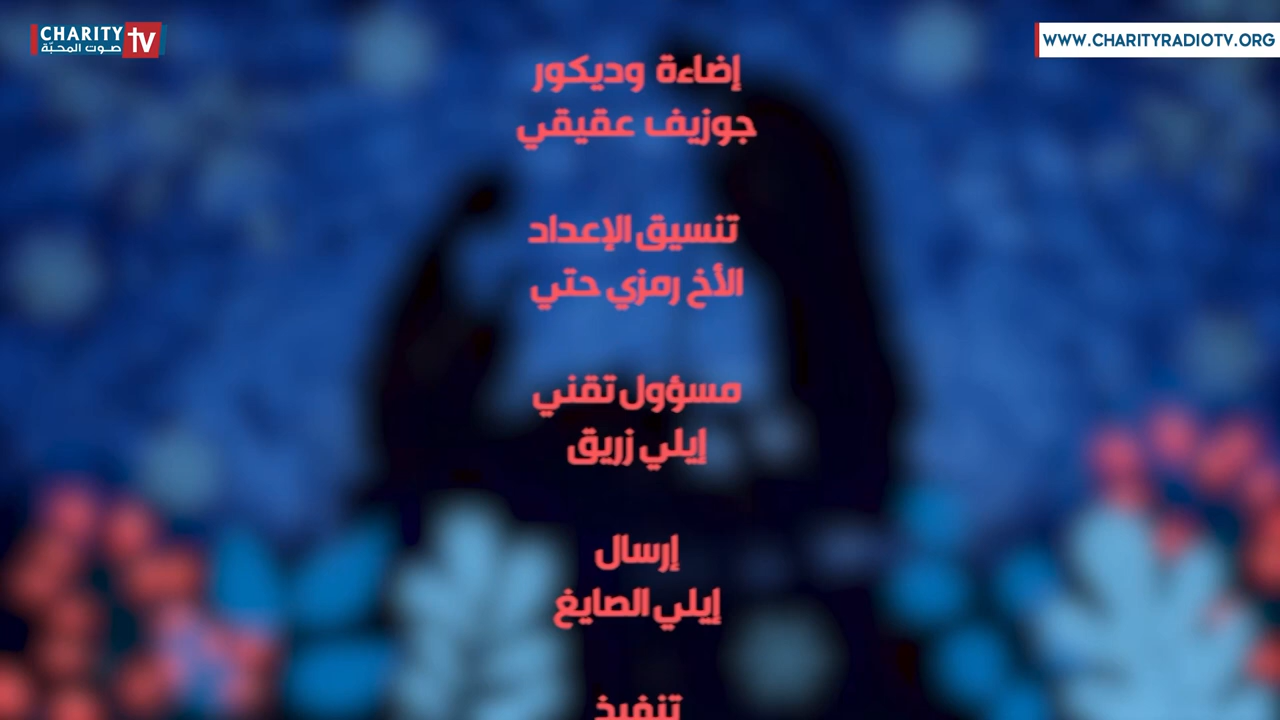 CHARITY tv
صوت المحبّة
WWW.CHARITYRADIOTV.ORG
إضاءة وديكور
جوزيف عقيقي
تنسيق الإعداد
الأخ رمزي حتي
مسؤول تقني
إيلي زريق
إرسال
إيلي الصايغ
تنفيذ